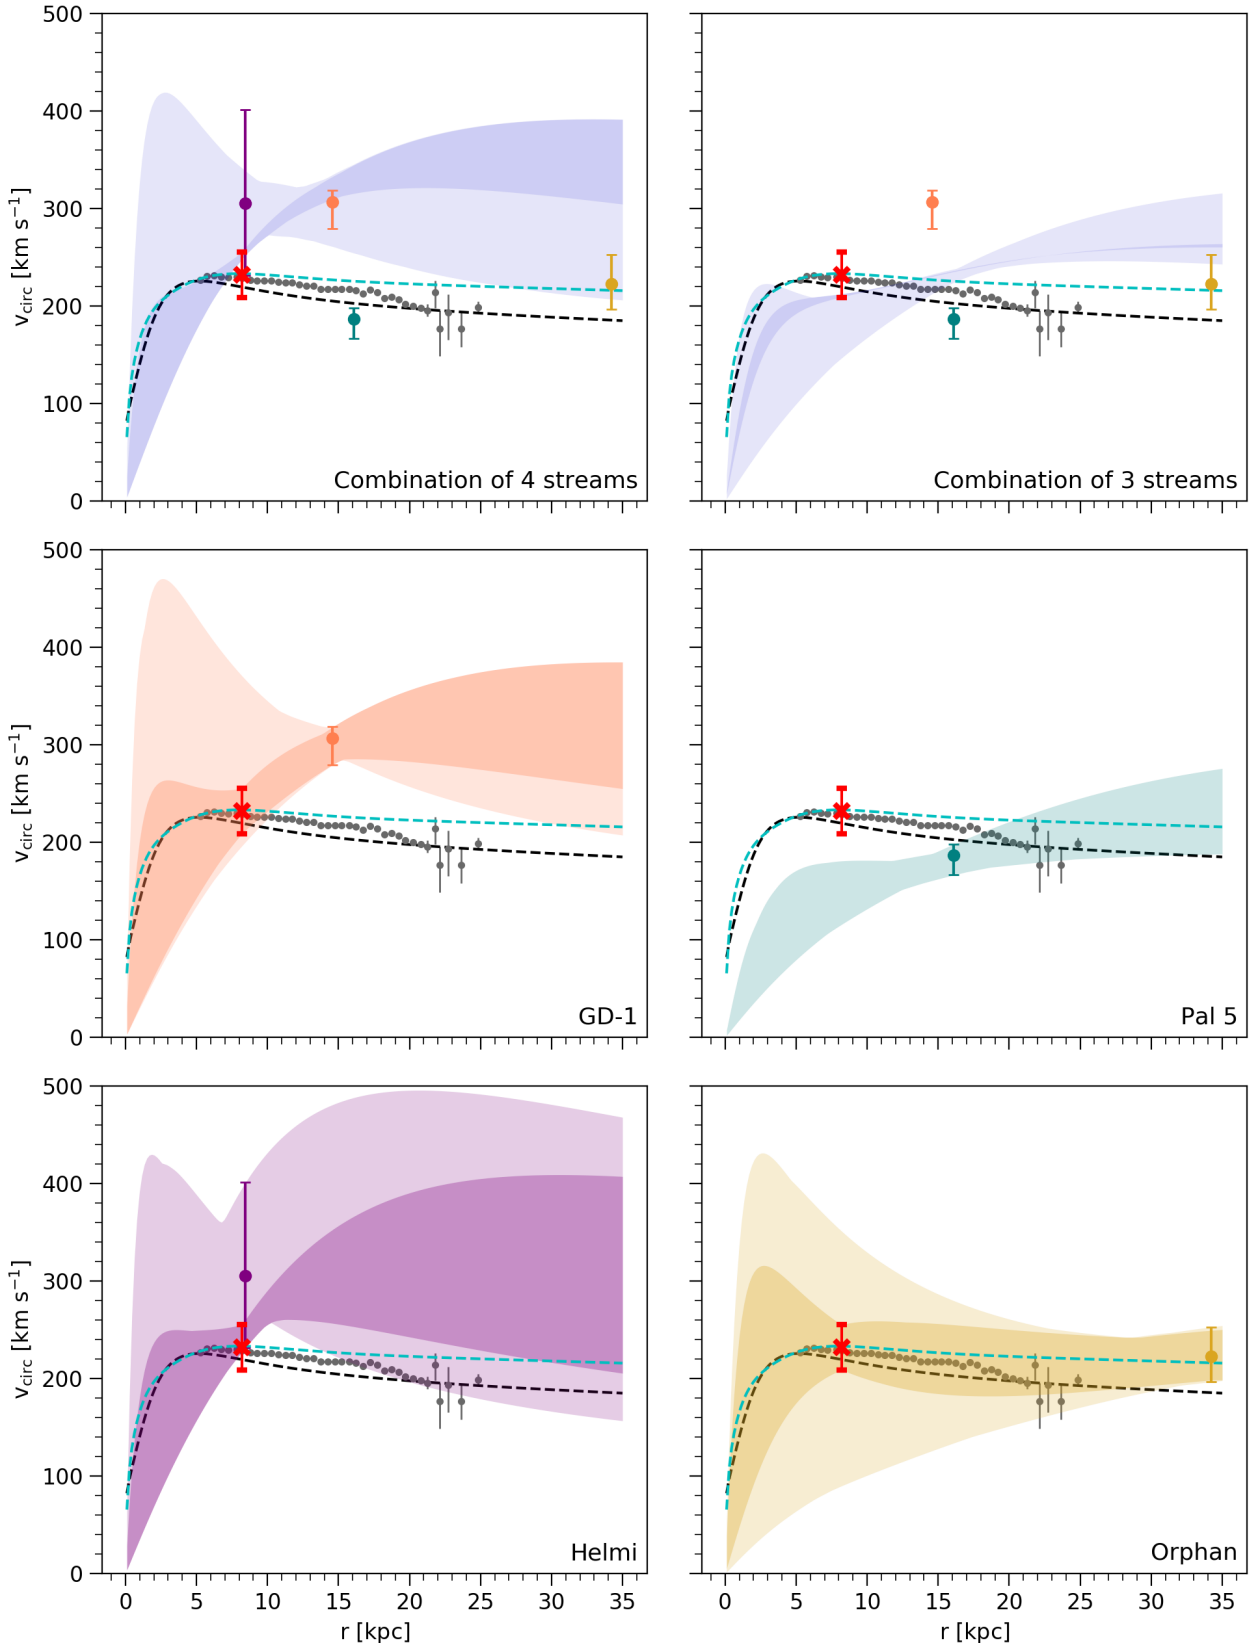 500
400
300
200
100
0
v_circ [km s⁻¹]
Combination of 4 streams
Combination of 3 streams
500
400
300
200
100
0
v_circ [km s⁻¹]
GD-1
Pal 5
500
400
300
200
100
0
v_circ [km s⁻¹]
Helmi
Orphan
0 5 10 15 20 25 30 35
0 5 10 15 20 25 30 35
r [kpc]
r [kpc]